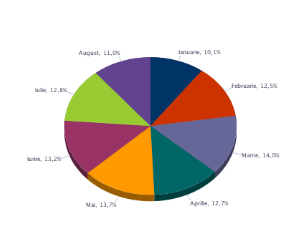 Ianuarie, 10,1%
Februarie, 12,5%
Martie, 14,0%
Aprilie, 12,7%
Mai, 13,7%
Iunie, 13,2%
Iulie, 12,8%
August, 11,0%